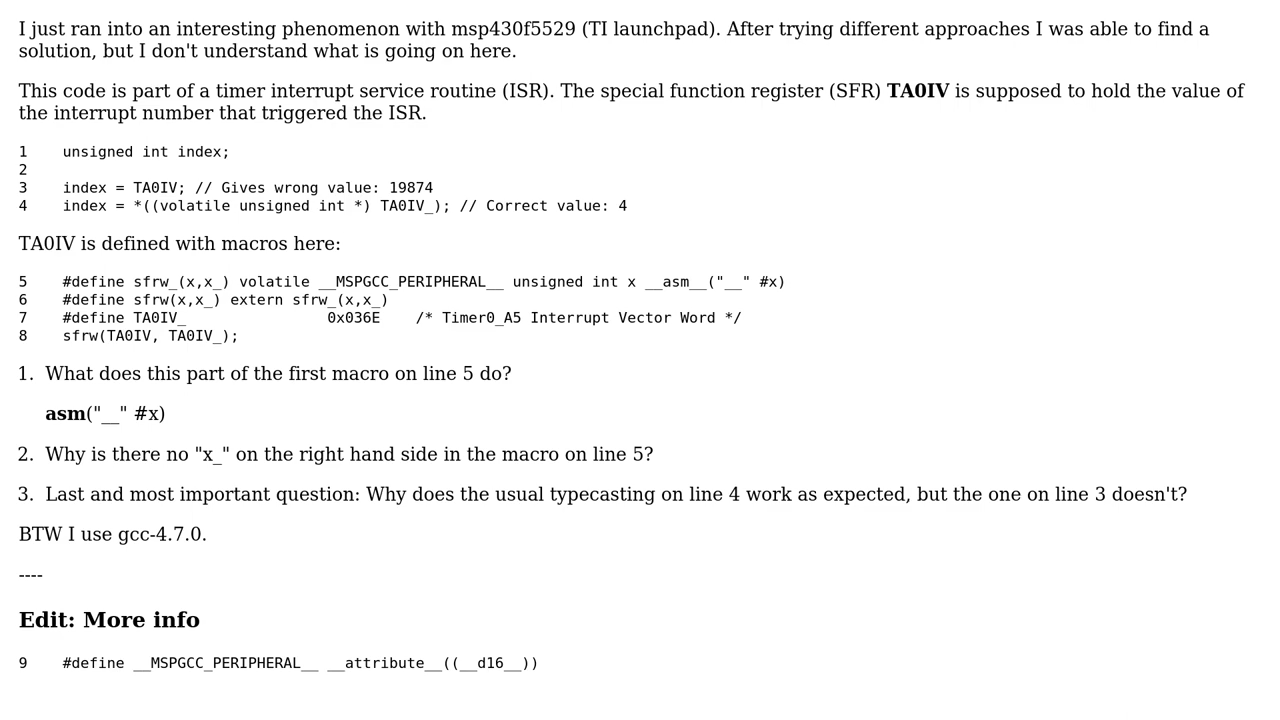 I just ran into an interesting phenomenon with msp430f5529 (TI launchpad). After trying different approaches I was able to find a
solution, but I don't understand what is going on here.
This code is part of a timer interrupt service routine (ISR). The special function register (SFR) TA0IV is supposed to hold the value of
the interrupt number that triggered the ISR.
1    unsigned int index;
2
3    index = TA0IV; // Gives wrong value: 19874
4    index = *((volatile unsigned int *) TA0IV_); // Correct value: 4
TA0IV is defined with macros here:
5    #define sfrw_(x,x_) volatile __MSPGCC_PERIPHERAL__ unsigned int x __asm__("__" #x)
6    #define sfrw(x,x_) extern sfrw_(x,x_)
7    #define TA0IV_                0x036E    /* Timer0_A5 Interrupt Vector Word */
8    sfrw(TA0IV, TA0IV_);
1. What does this part of the first macro on line 5 do?
asm("__" #x)
2. Why is there no "x_" on the right hand side in the macro on line 5?
3. Last and most important question: Why does the usual typecasting on line 4 work as expected, but the one on line 3 doesn't?
BTW I use gcc-4.7.0.
----
Edit: More info
9    #define __MSPGCC_PERIPHERAL__ __attribute__((__d16__))